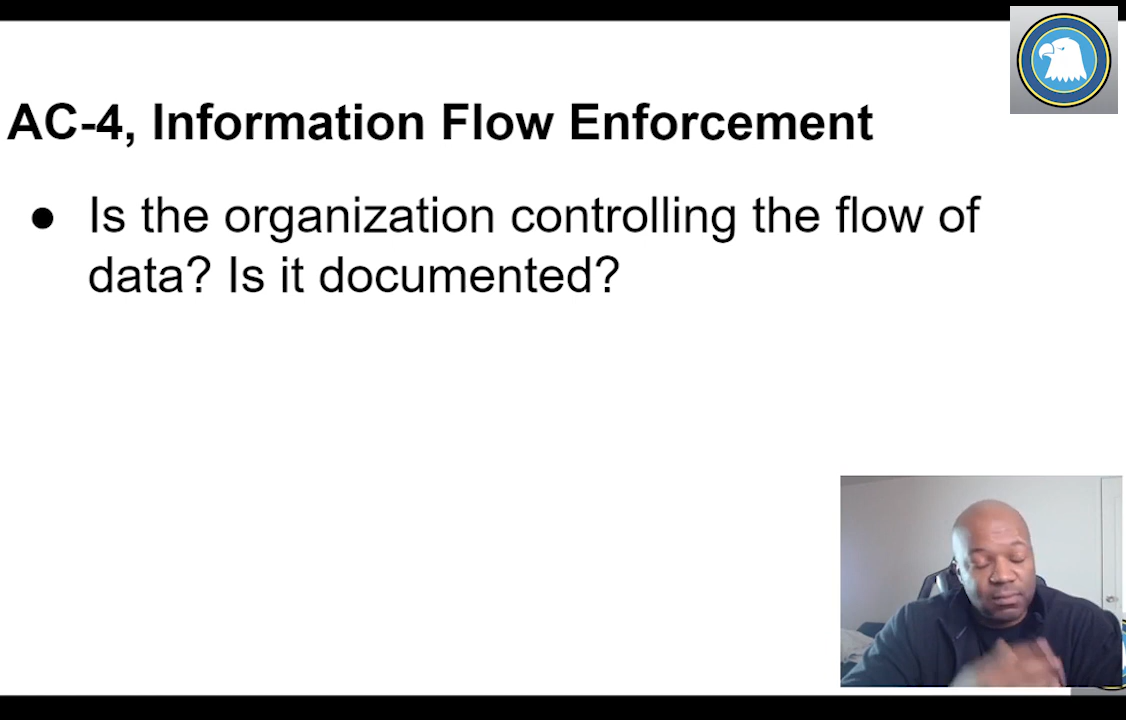 AC-4, Information Flow Enforcement
● Is the organization controlling the flow of
data? Is it documented?